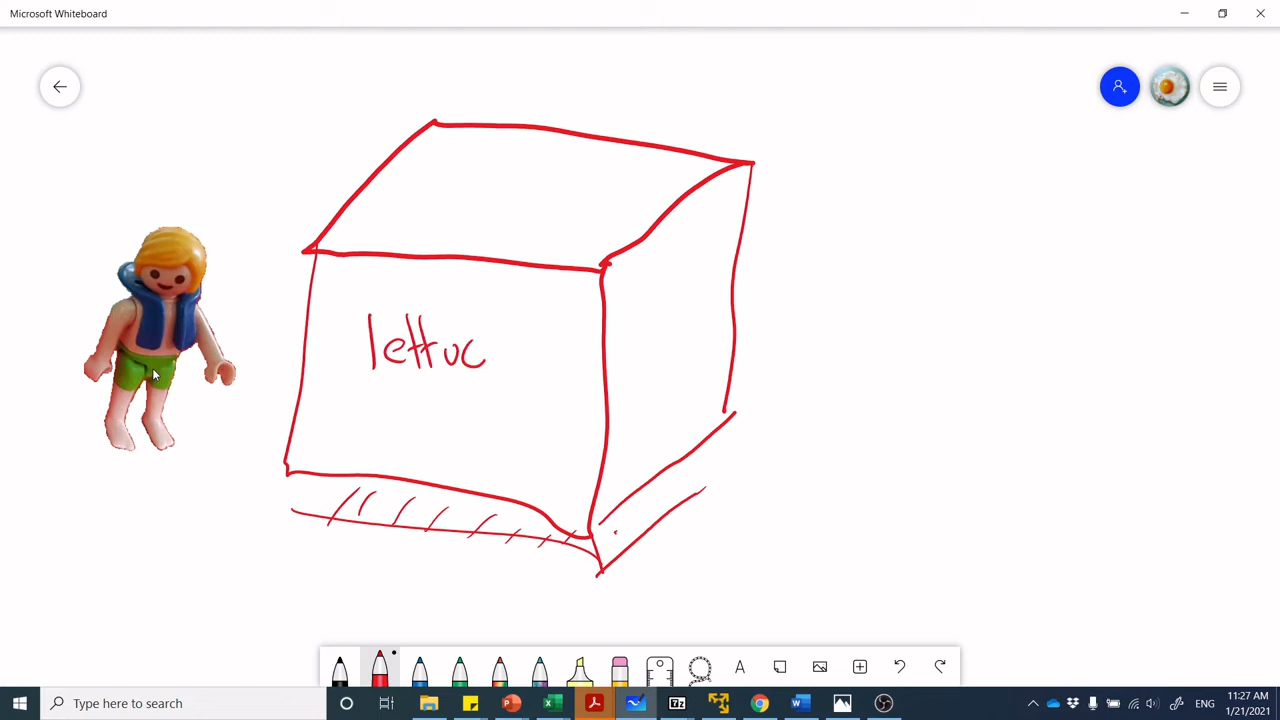 Microsoft Whiteboard
lettuc
A
Type here to search
ENG
11:27 AM
1/21/2021